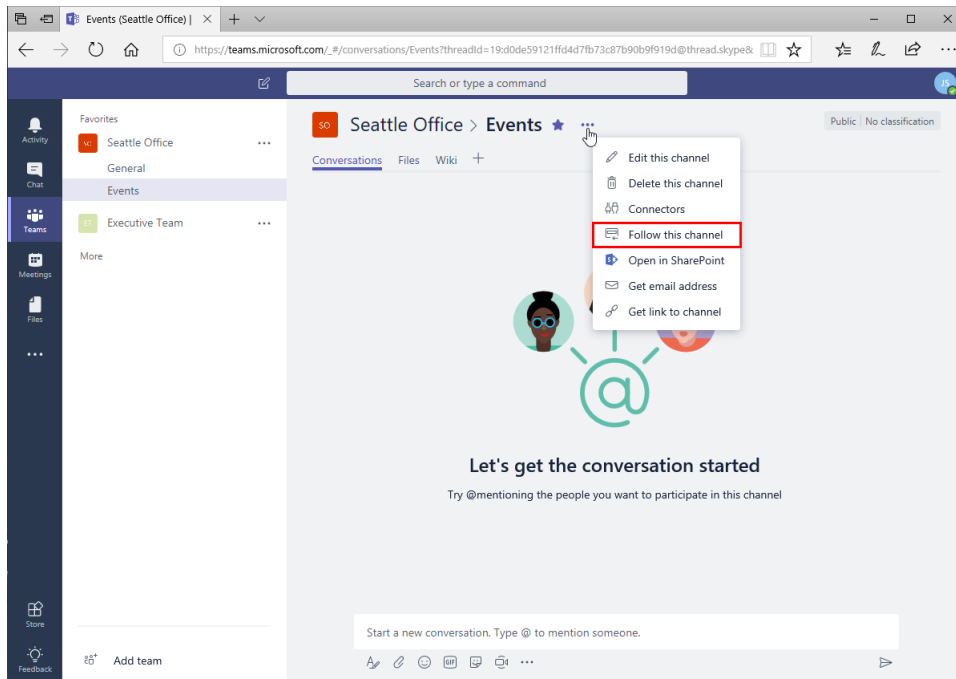 Events (Seattle Office) |
https://teams.microsoft.com/_#/conversations/Events?threadId=19:d0de59121ffd4d7fb73c87b90b9f919d@thread.skype&
Search or type a command
JS
Activity
Chat
Teams
Meetings
Files
Store
Feedback
Favorites
Seattle Office
General
Events
Executive Team
More
Add team
SO
Seattle Office > Events
Public | No classification
Conversations Files Wiki
Edit this channel
Delete this channel
Connectors
Follow this channel
Open in SharePoint
Get email address
Get link to channel
@
Let's get the conversation started
Try @mentioning the people you want to participate in this channel
Start a new conversation. Type @ to mention someone.
GIF